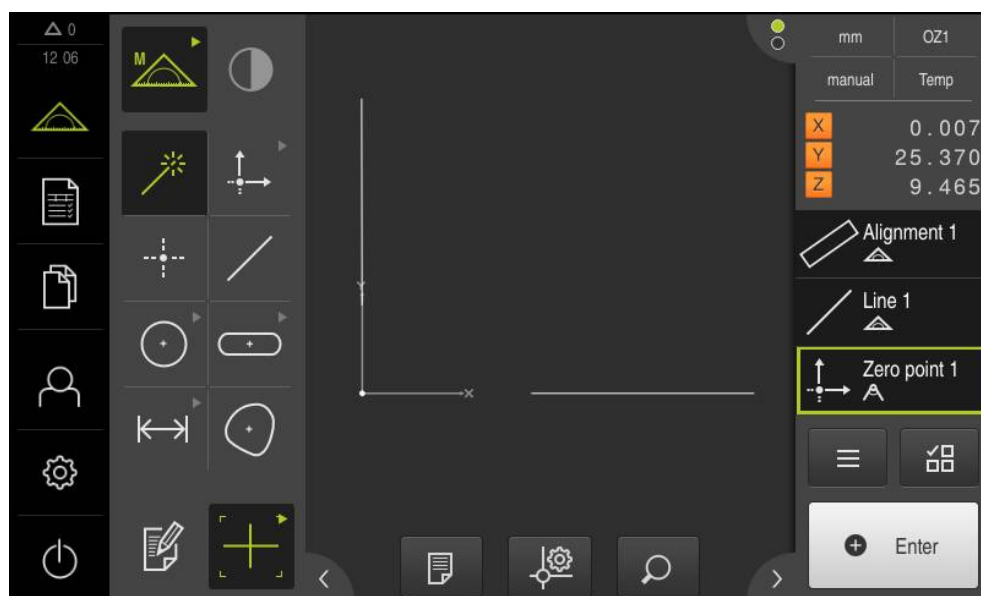 0
12 06
M
mm
OZ1
manual
Temp
X 0.007
Y 25.370
Z 9.465
Alignment 1
Line 1
Zero point 1
Y
X
Enter